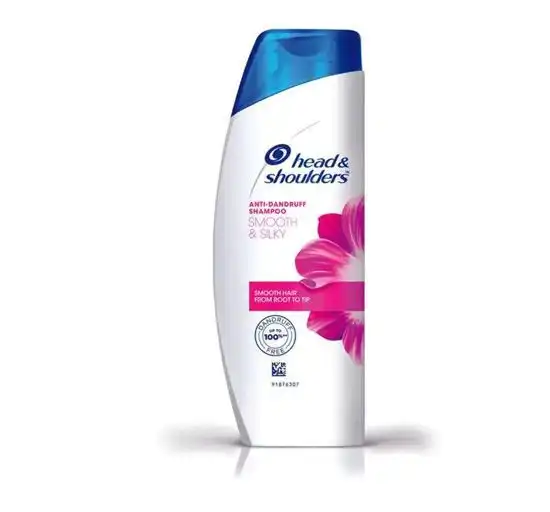 head &
shoulders
ANTI-DANDRUFF
SHAMPOO
SMOOTH
& SILKY
SMOOTH HAIR
FROM ROOT TO TIP
DANDRUFF
UP TO
100%
FREE
91876307